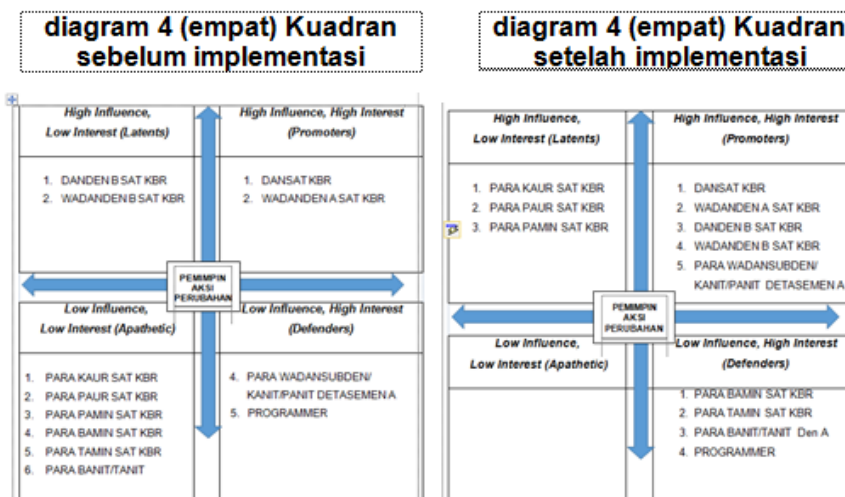 diagram 4 (empat) Kuadran
sebelum implementasi
High Influence,
Low Interest (Latents)
High Influence, High Interest
(Promoters)
1. DANDEN B SAT KBR
2. WADANDEN B SAT KBR
1. DANSAT KBR
2. WADANDEN A SAT KBR
PEMIMPIN
AKSI
PERUBAHAN
Low Influence,
Low Interest (Apathetic)
Low Influence, High Interest
(Defenders)
1. PARA KAUR SAT KBR
2. PARA PAUR SAT KBR
3. PARA PAMIN SAT KBR
4. PARA BAMIN SAT KBR
5. PARA TAMIN SAT KBR
6. PARA BANIT/TANIT
4. PARA WADANSUBDEN/
KANIT/PANIT DETASEMEN A
5. PROGRAMMER
diagram 4 (empat) Kuadran
setelah implementasi
High Influence,
Low Interest (Latents)
High Influence, High Interest
(Promoters)
1. PARA KAUR SAT KBR
2. PARA PAUR SAT KBR
3. PARA PAMIN SAT KBR
1. DANSAT KBR
2. WADANDEN A SAT KBR
3. DANDEN B SAT KBR
4. WADANDEN B SAT KBR
5. PARA WADANSUBDEN/
KANIT/PANIT DETASEMEN A
PEMIMPIN
AKSI
PERUBAHAN
Low Influence,
Low Interest (Apathetic)
Low Influence, High Interest
(Defenders)
1. PARA BAMIN SAT KBR
2. PARA TAMIN SAT KBR
3. PARA BANIT/TANIT Den A
4. PROGRAMMER